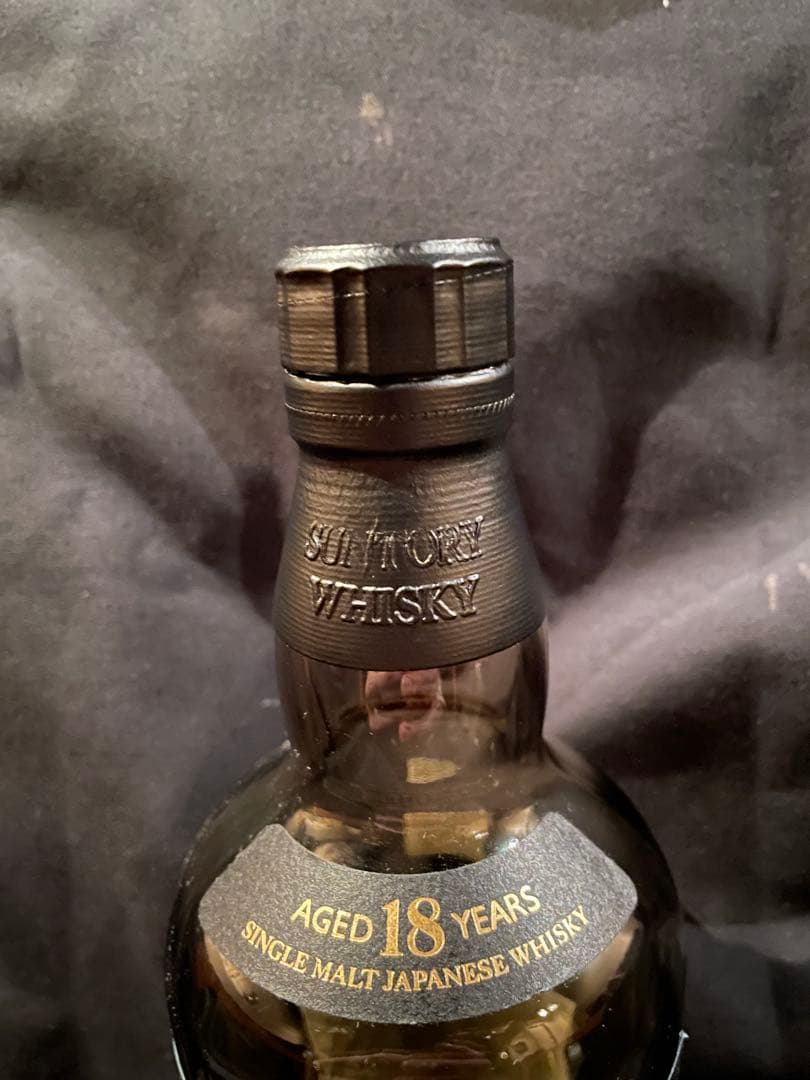 SUNTORY
WHISKY
AGED 18 YEARS
SINGLE MALT JAPANESE WHISKY